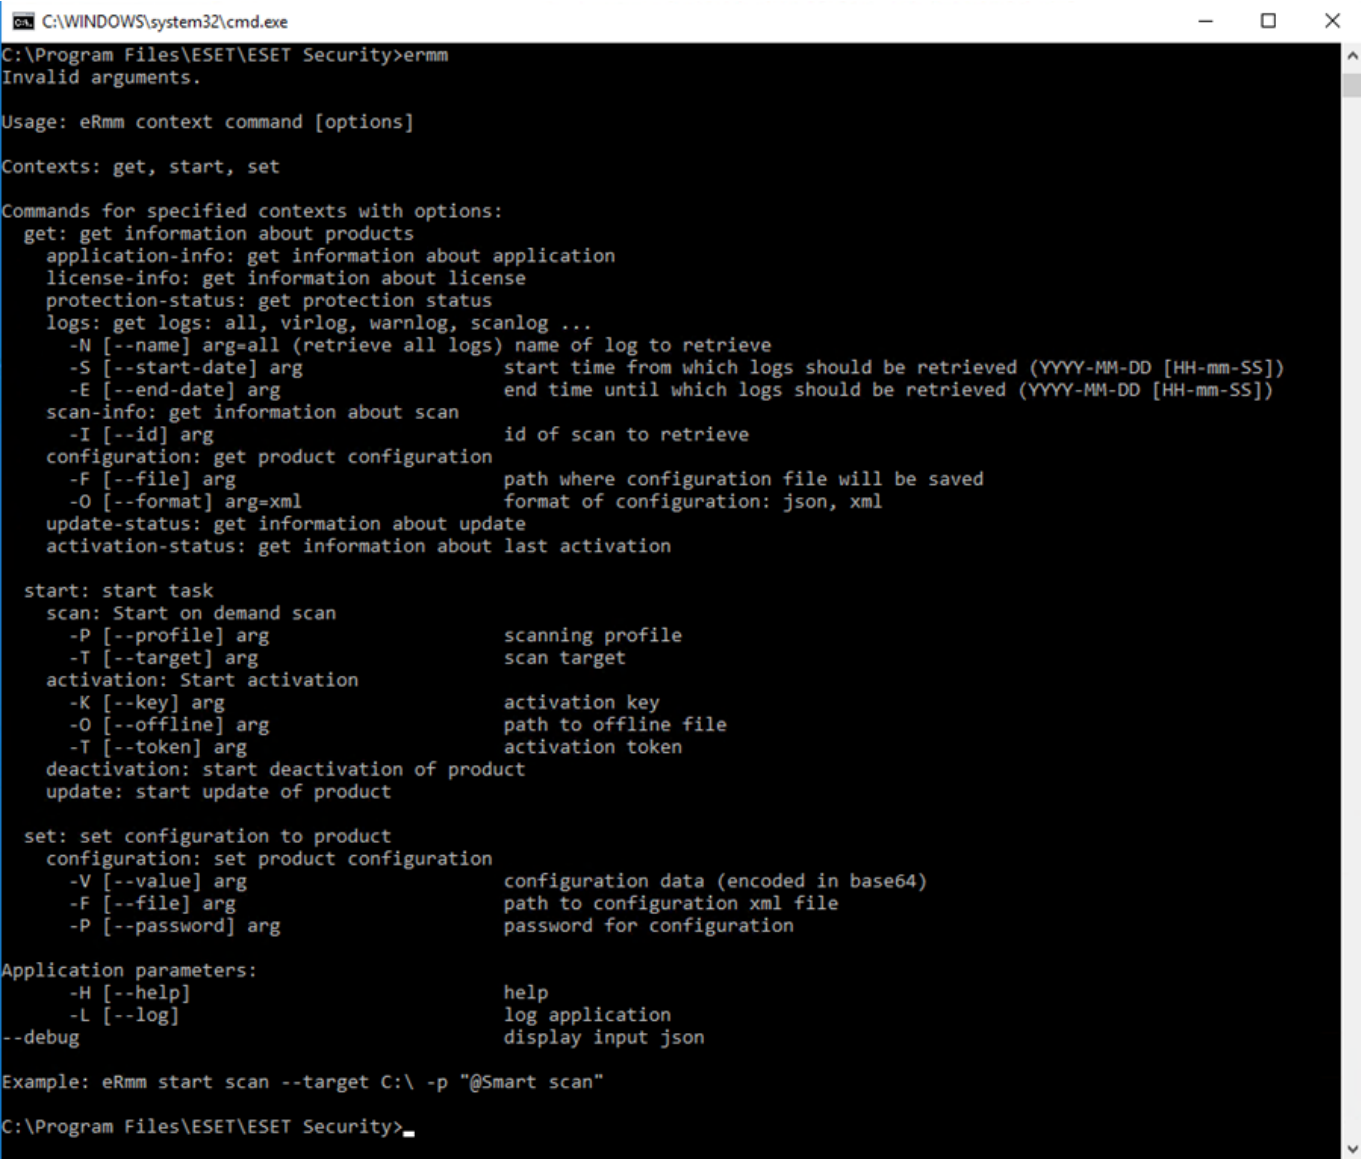 C:\WINDOWS\system32\cmd.exe
C:\Program Files\ESET\ESET Security>ermm
Invalid arguments.
Usage: eRmm context command [options]
Contexts: get, start, set
Commands for specified contexts with options:
get: get information about products
application-info: get information about application
license-info: get information about license
protection-status: get protection status
logs: get logs: all, virlog, warnlog, scanlog ...
-N [--name] arg=all (retrieve all logs) name of log to retrieve
-S [--start-date] arg start time from which logs should be retrieved (YYYY-MM-DD [HH-mm-SS])
-E [--end-date] arg end time until which logs should be retrieved (YYYY-MM-DD [HH-mm-SS])
scan-info: get information about scan
-I [--id] arg id of scan to retrieve
configuration: get product configuration
-F [--file] arg path where configuration file will be saved
-O [--format] arg=xml format of configuration: json, xml
update-status: get information about update
activation-status: get information about last activation
start: start task
scan: Start on demand scan
-P [--profile] arg scanning profile
-T [--target] arg scan target
activation: Start activation
-K [--key] arg activation key
-O [--offline] arg path to offline file
-T [--token] arg activation token
deactivation: start deactivation of product
update: start update of product
set: set configuration to product
configuration: set product configuration
-V [--value] arg configuration data (encoded in base64)
-F [--file] arg path to configuration xml file
-P [--password] arg password for configuration
Application parameters:
-H [--help] help
-L [--log] log application
--debug display input json
Example: eRmm start scan --target C:\ -p "@Smart scan"
C:\Program Files\ESET\ESET Security>